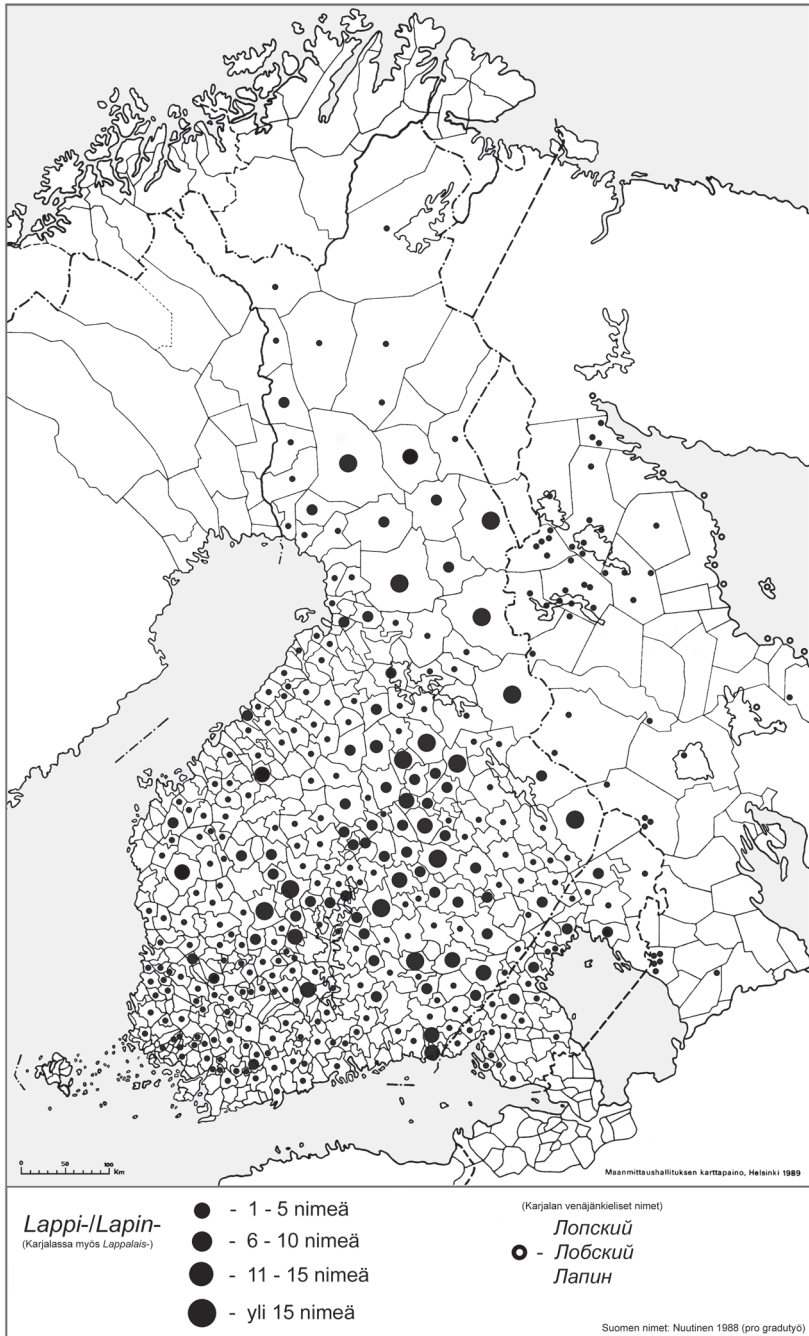 0 50 100
Km
Maanmittaushallituksen karttapaino, Helsinki 1989
Lappi-/Lapin-
(Karjalassa myös Lappalais-)
- 1 - 5 nimeä
- 6 - 10 nimeä
- 11 - 15 nimeä
- yli 15 nimeä
(Karjalan venäjänkieliset nimet)
Лопский
- Лобский
Лапин
Suomen nimet: Nuutinen 1988 (pro gradutyö)